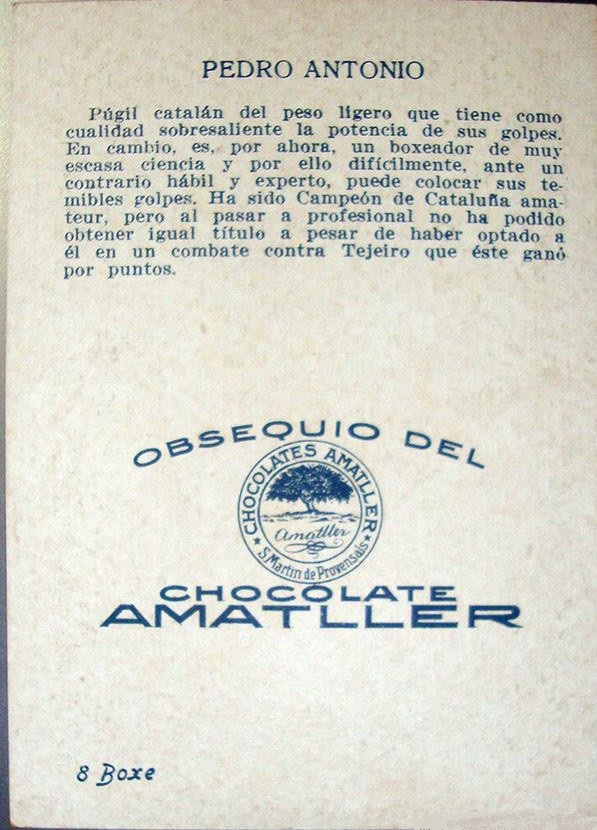 PEDRO ANTONIO
Púgil catalán del peso ligero que tiene como
cualidad sobresaliente la potencia de sus golpes.
En cambio, es, por ahora, un boxeador de muy
escasa ciencia y por ello difícilmente, ante un
contrario hábil y experto, puede colocar sus te-
mibles golpes. Ha sido Campeón de Cataluña ama-
teur, pero al pasar a profesional no ha podido
obtener igual título a pesar de haber optado a
él en un combate contra Tejeiro que éste ganó
por puntos.
OBSEQUIO DEL
CHOCOLATES AMATLLER
Amatller
S. Martin de Provensals
CHOCOLATE
AMATLLER
8 Boxe